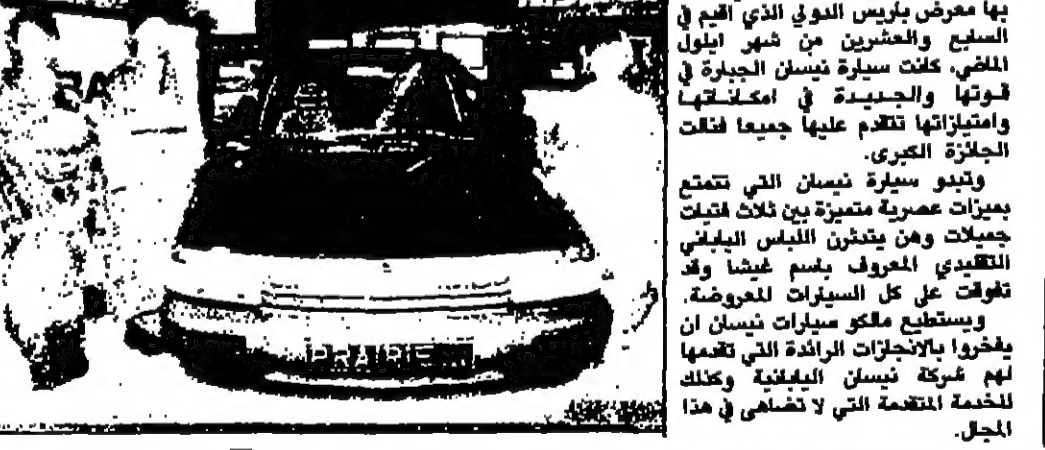 بها معرض باريس الدولي الذي اقيم في
السابع والعشرين من شهر ايلول
الماضي، كانت سيارة نيسان الجبارة في
قوتها والجديدة في امكاناتها
وامتيازاتها تتقدم عليها جميعا فنالت
الجائزة الكبرى.
وتبدو سيارة نيسان التي تتمتع
بميزات عصرية متميزة بين ثلاث فتيات
جميلات وهن يتدثرن اللباس الياباني
التقليدي المعروف باسم غيشا وقد
تفوقت على كل السيارات المعروضة.
ويستطيع مالكو سيارات نيسان ان
يفخروا بالانجازات الرائدة التي تقدمها
لهم شركة نيسان اليابانية وكذلك
للخدمة المتقدمة التي لا تضاهى في هذا
المجال.
PRAIRIE